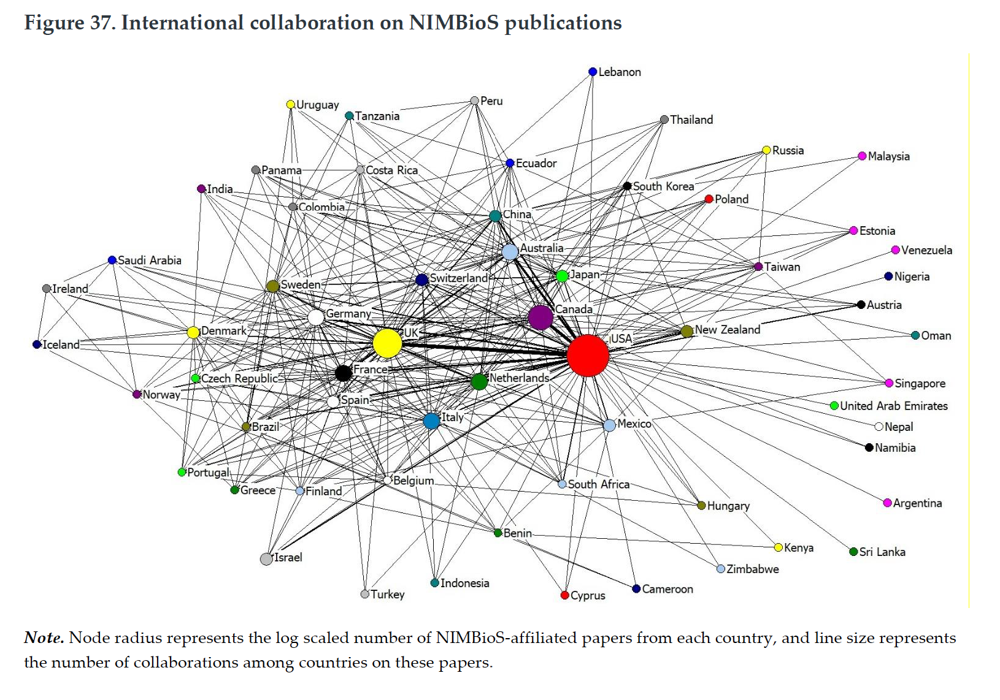 Figure 37. International collaboration on NIMBioS publications
Lebanon
Peru
Uruguay
Tanzania
Thailand
Russia
Malaysia
Ecuador
Panama
Costa Rica
South Korea
India
Poland
Colombia
China
Estonia
Australia
Venezuela
Saudi Arabia
Taiwan
Japan
Switzerland
Nigeria
Sweden
Ireland
Austria
Canada
Germany
New Zealand
Denmark
UK
USA
Oman
Iceland
France
Czech Republic
Netherlands
Singapore
Norway
Spain
United Arab Emirates
Italy
Mexico
Brazil
Nepal
Namibia
Portugal
Belgium
South Africa
Greece
Finland
Argentina
Hungary
Benin
Kenya
Sri Lanka
Israel
Zimbabwe
Indonesia
Cameroon
Turkey
Cyprus
Note. Node radius represents the log scaled number of NIMBioS-affiliated papers from each country, and line size represents
the number of collaborations among countries on these papers.